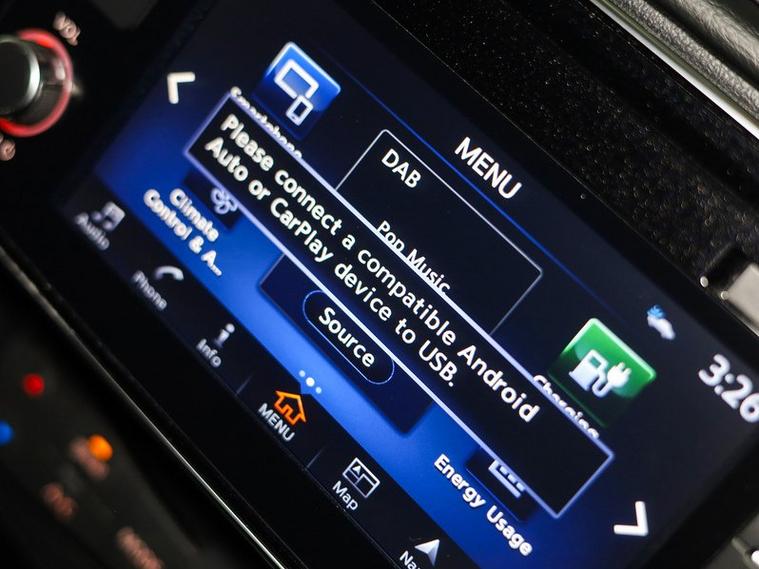 VOL
MENU
3:26
Smartphone
DAB
Pop Music
Please connect a compatible Android
Auto or CarPlay device to USB.
Climate
Control & A...
Source
Charging
Energy Usage
Audio
Phone
Info
MENU
Map